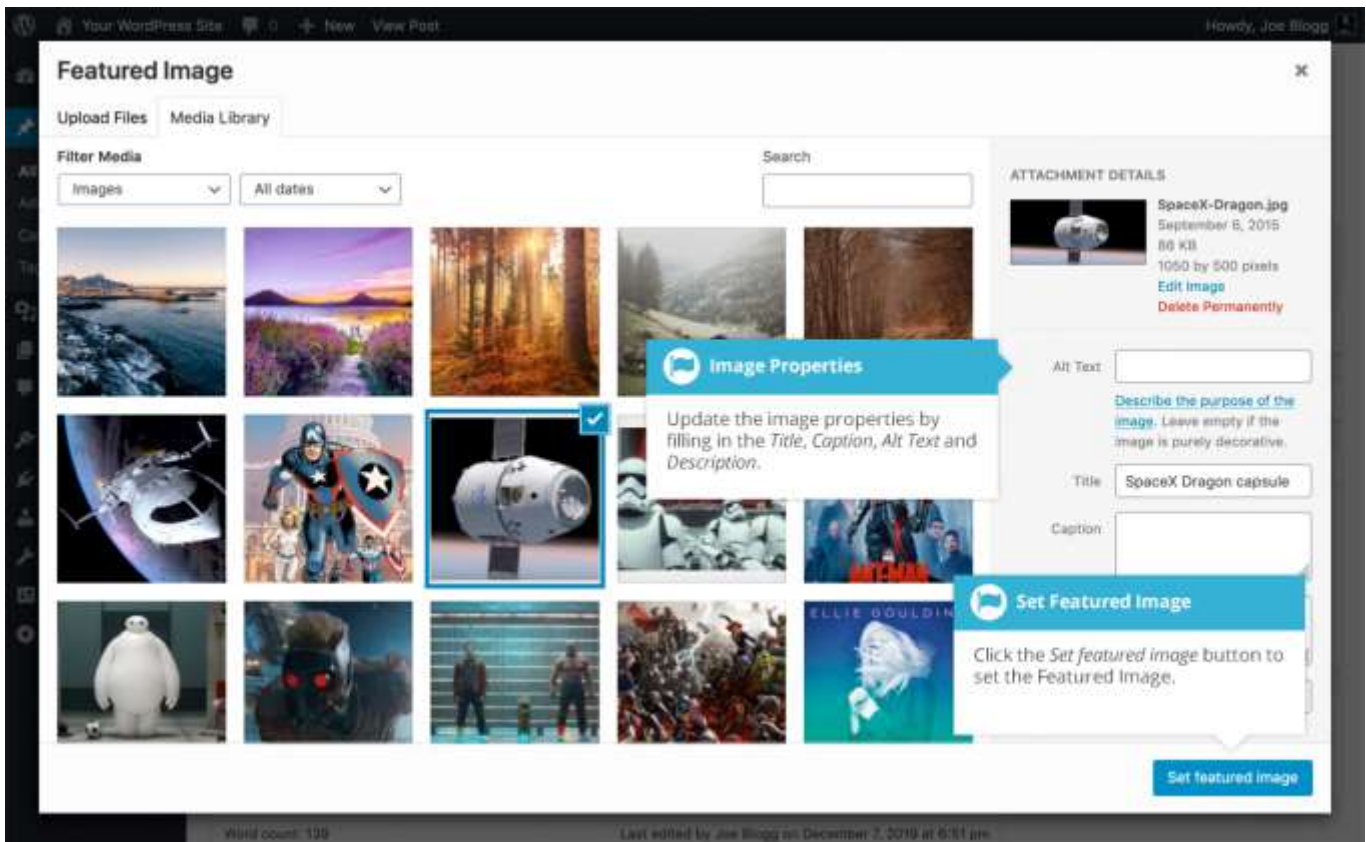 Your WordPress Site 0 New View Post
Howdy, Joe Blogg
Featured Image
Upload Files Media Library
Filter Media
Images All dates
Search
ATTACHMENT DETAILS
SpaceX-Dragon.jpg
September 6, 2015
86 KB
1050 by 500 pixels
Edit Image
Delete Permanently
Alt Text
Describe the purpose of the
image. Leave empty if the
image is purely decorative.
Title SpaceX Dragon capsule
Caption
Image Properties
Update the image properties by
filling in the Title, Caption, Alt Text and
Description.
ANT-MAN
ELLIE GOULDIN
Set Featured Image
Click the Set featured image button to
set the Featured Image.
Set featured image
Word count: 139
Last edited by Joe Blogg on December 7, 2019 at 6:51 pm